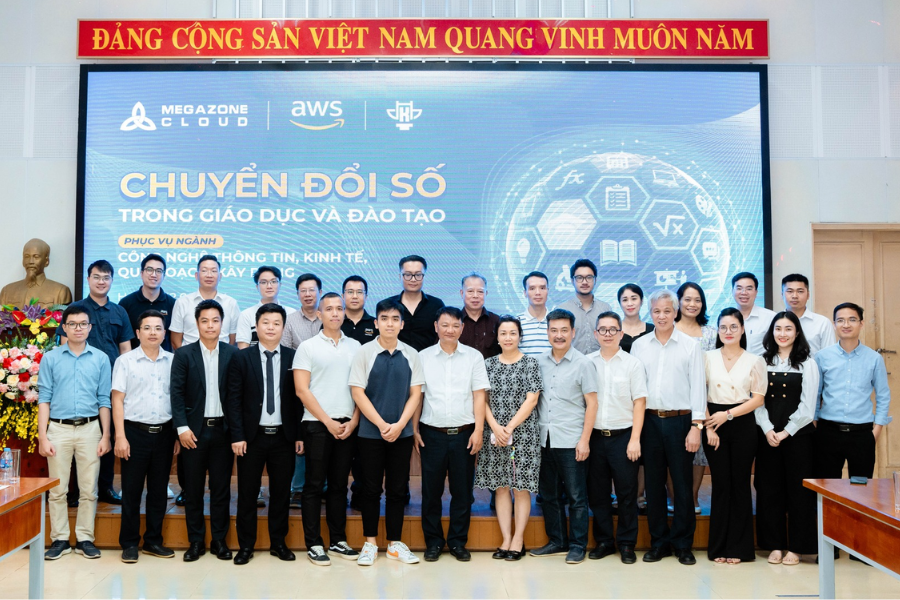 ĐẢNG CỘNG SẢN VIỆT NAM QUANG VINH MUÔN NĂM
MEGAZONE
CLOUD
aws
CHUYỂN ĐỔI SỐ
TRONG GIÁO DỤC VÀ ĐÀO TẠO
PHỤC VỤ NGÀNH
THÔNG TIN, KINH TẾ,